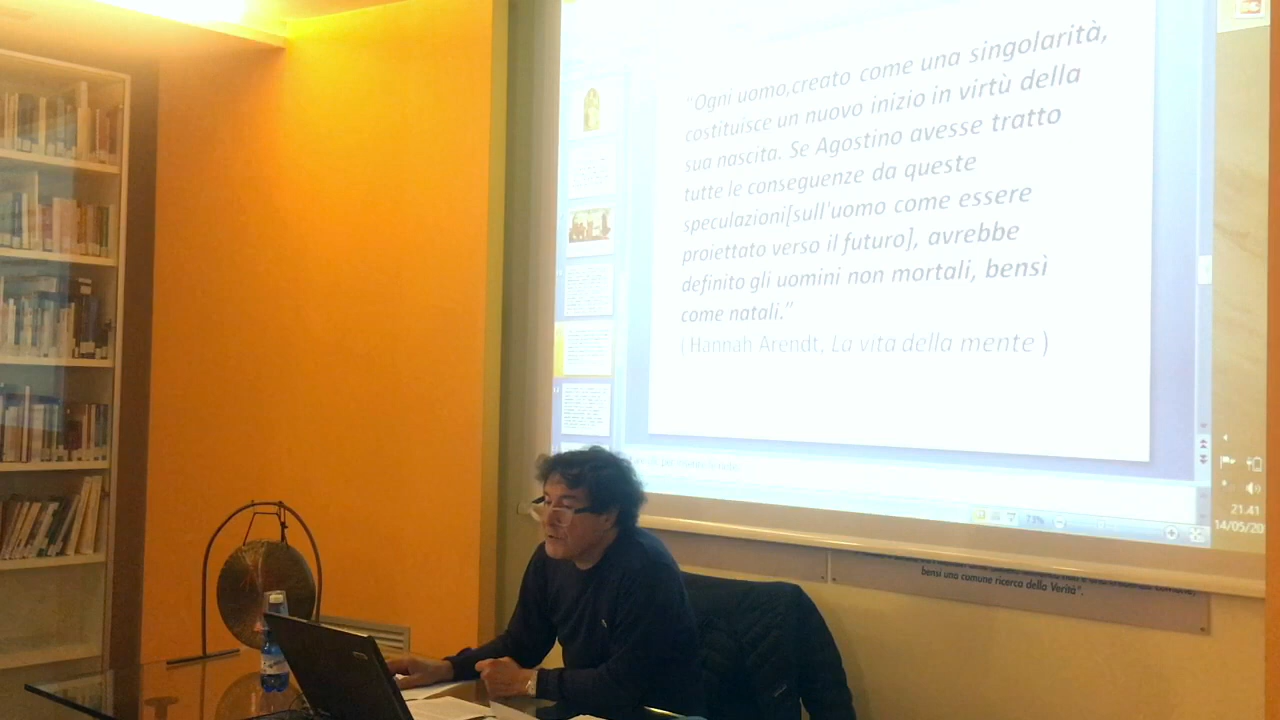 "Ogni uomo,creato come una singolarità,
costituisce un nuovo inizio in virtù della
sua nascita. Se Agostino avesse tratto
tutte le conseguenze da queste
speculazioni[sull'uomo come essere
proiettato verso il futuro], avrebbe
definito gli uomini non mortali, bensì
come natali."
(Hannah Arendt, La vita della mente )
73%
21.41
14/05/20
bensì una comune ricerca della Verità".